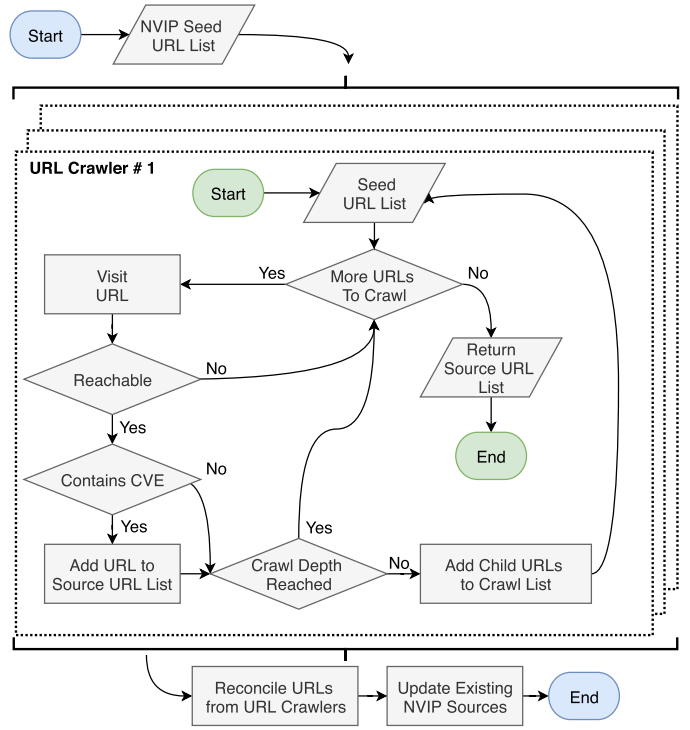 Start
NVIP Seed
URL List
URL Crawler # 1
Start
Seed
URL List
Visit
URL
Yes
More URLs
To Crawl
No
Return
Source URL
List
Reachable
No
Yes
End
Contains CVE
No
Yes
Add URL to
Source URL List
Crawl Depth
Reached
Yes
No
Add Child URLs
to Crawl List
Reconcile URLs
from URL Crawlers
Update Existing
NVIP Sources
End